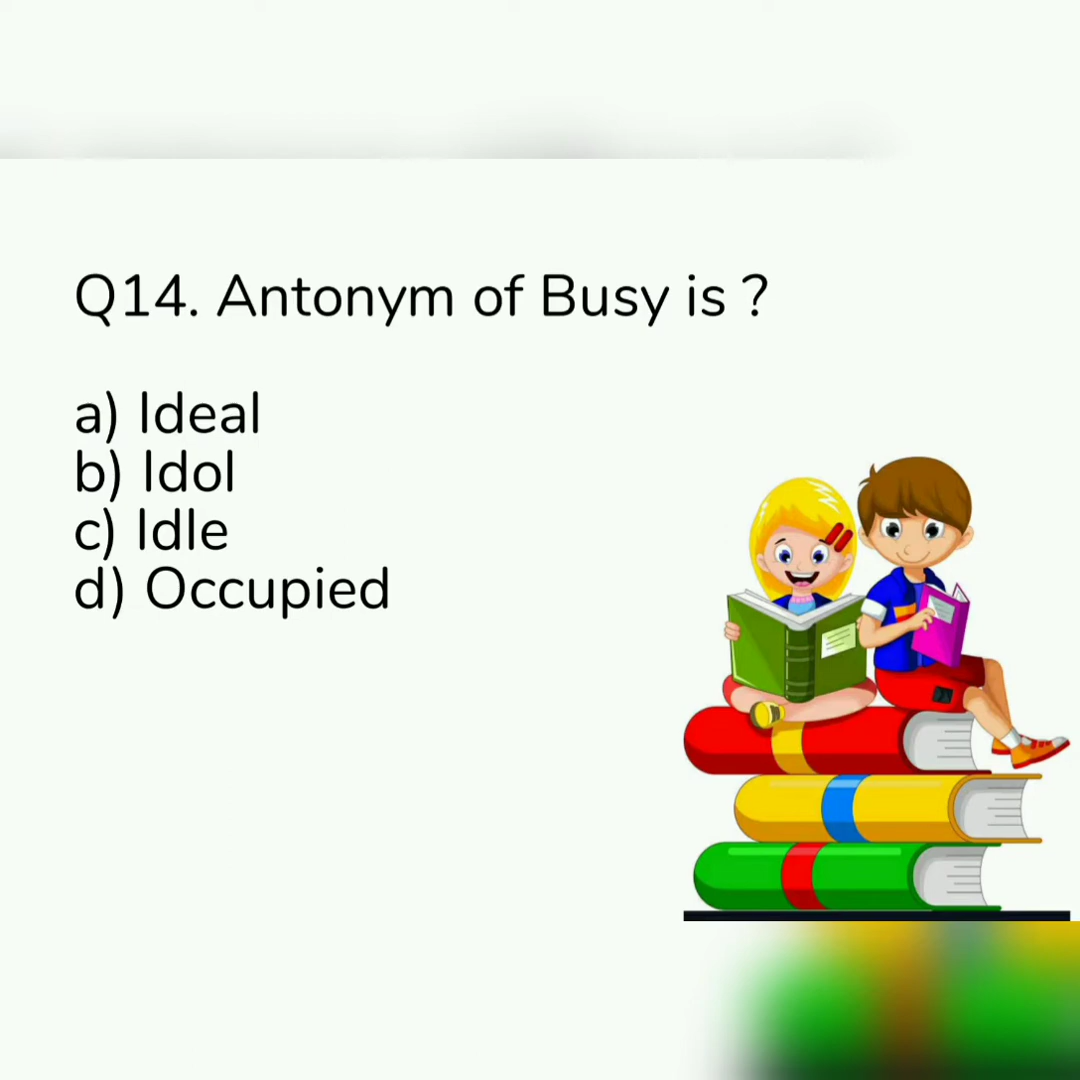 Q14. Antonym of Busy is ?
a) Ideal
b) Idol
c) Idle
d) Occupied